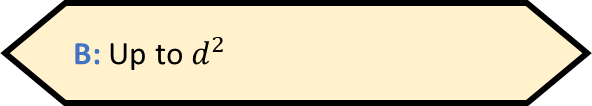 B: Up to d²